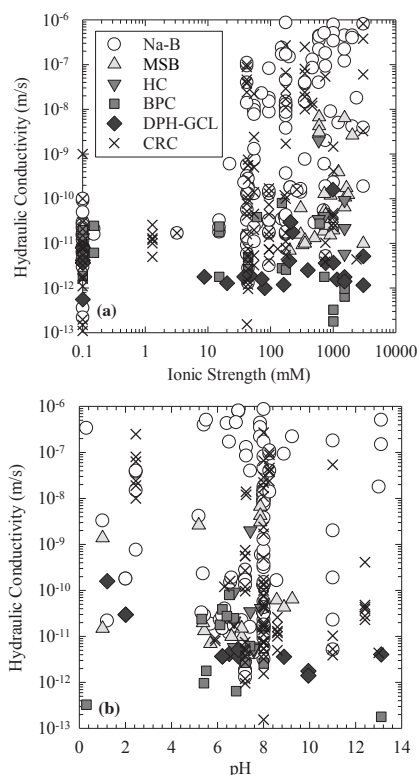 10⁻⁶
10⁻⁷
10⁻⁸
10⁻⁹
10⁻¹⁰
10⁻¹¹
10⁻¹²
10⁻¹³
Hydraulic Conductivity (m/s)
Na-B
MSB
HC
BPC
DPH-GCL
CRC
(a)
0.1 1 10 100 1000 10000
Ionic Strength (mM)
10⁻⁶
10⁻⁷
10⁻⁸
10⁻⁹
10⁻¹⁰
10⁻¹¹
10⁻¹²
10⁻¹³
Hydraulic Conductivity (m/s)
(b)
0 2 4 6 8 10 12 14
pH